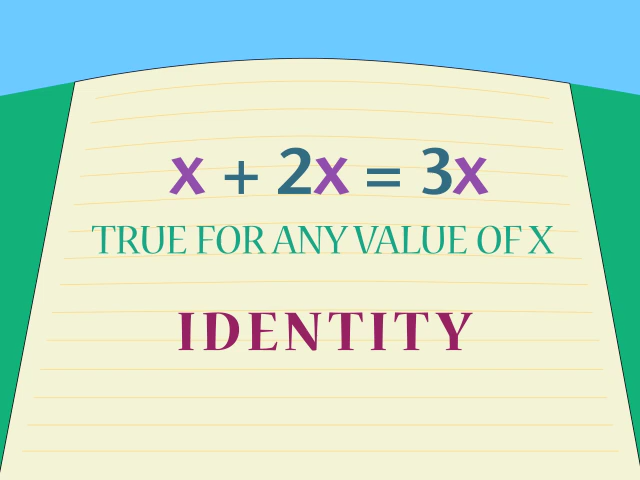 x + 2x = 3x
TRUE FOR ANY VALUE OF X
IDENTITY